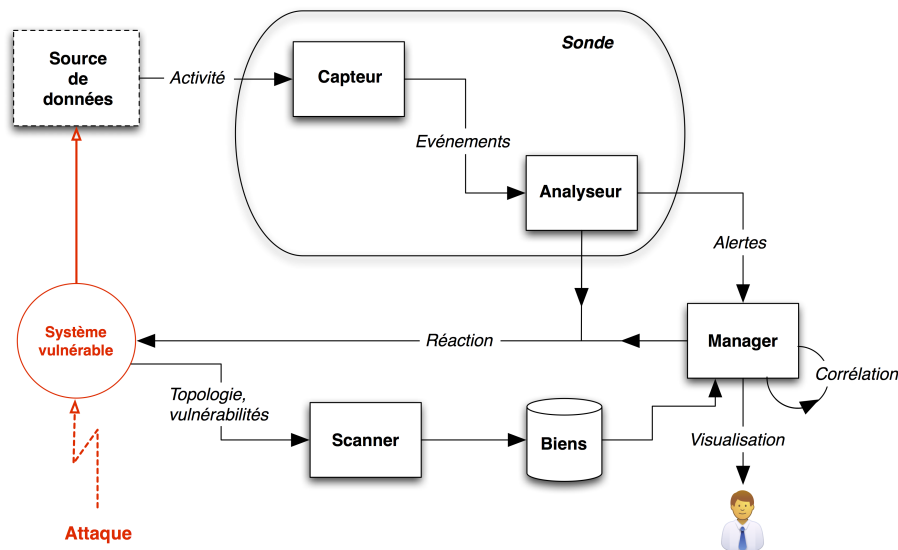 Source
de
données
Activité
Capteur
Sonde
Evénements
Analyseur
Alertes
Système
vulnérable
Réaction
Manager
Corrélation
Topologie,
vulnérabilités
Scanner
Biens
Visualisation
Attaque